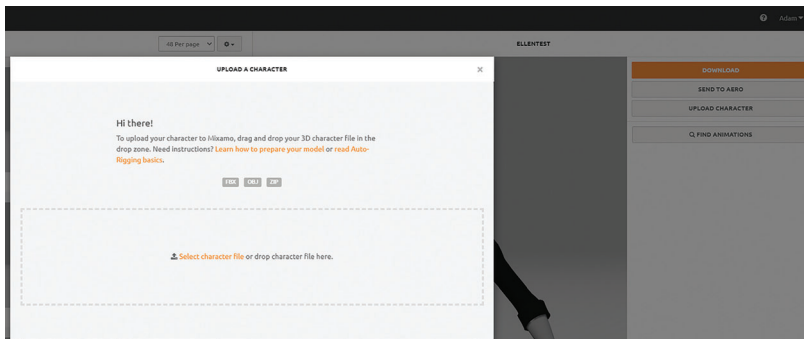 Adam
48 Per page
ELLENTEST
UPLOAD A CHARACTER
DOWNLOAD
SEND TO AERO
UPLOAD CHARACTER
FIND ANIMATIONS
Hi there!
To upload your character to Mixamo, drag and drop your 3D character file in the
drop zone. Need instructions? Learn how to prepare your model or read Auto-
Rigging basics.
FBX OBJ ZIP
Select character file or drop character file here.